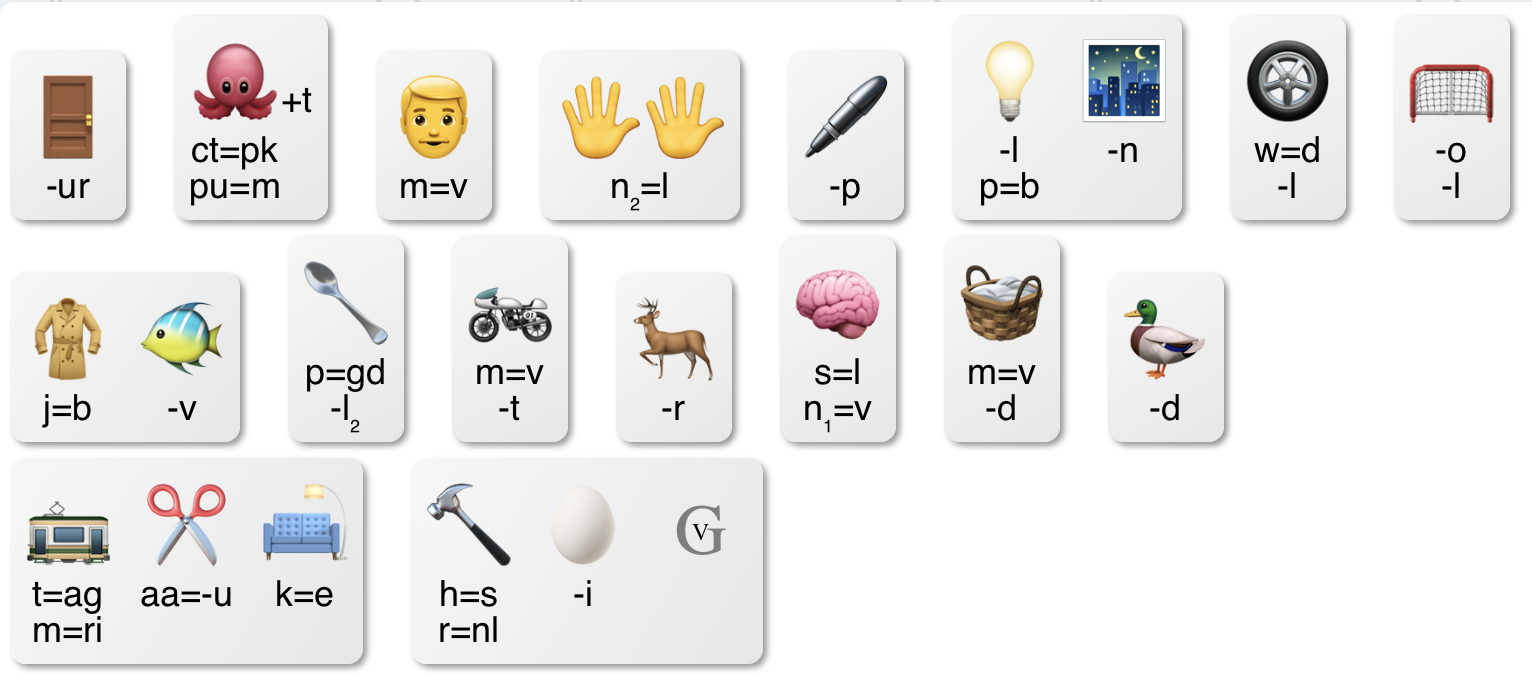 +t
ct=pk
-l
-n
w=d
-o
-ur
pu=m
m=v
n₂=l
-p
p=b
-l
-l
p=gd
m=v
s=l
m=v
j=b
-v
-l₂
-t
-r
n₁=v
-d
-d
G
V
t=ag
aa=-u
k=e
h=s
-i
m=ri
r=nl